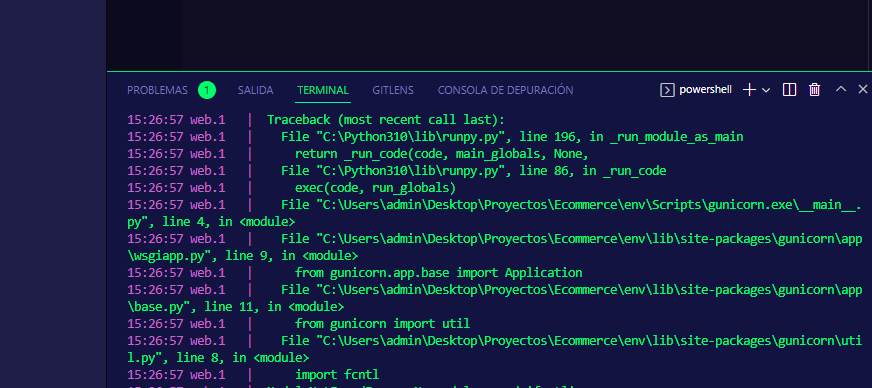 PROBLEMAS 1 SALIDA TERMINAL GITLENS CONSOLA DE DEPURACIÓN powershell
15:26:57 web.1 | Traceback (most recent call last):
15:26:57 web.1 | File "C:\Python310\lib\runpy.py", line 196, in _run_module_as_main
15:26:57 web.1 | return _run_code(code, main_globals, None,
15:26:57 web.1 | File "C:\Python310\lib\runpy.py", line 86, in _run_code
15:26:57 web.1 | exec(code, run_globals)
15:26:57 web.1 | File "C:\Users\admin\Desktop\Proyectos\Ecommerce\env\Scripts\gunicorn.exe\__main__.
py", line 4, in <module>
15:26:57 web.1 | File "C:\Users\admin\Desktop\Proyectos\Ecommerce\env\lib\site-packages\gunicorn\app
\wsgiapp.py", line 9, in <module>
15:26:57 web.1 | from gunicorn.app.base import Application
15:26:57 web.1 | File "C:\Users\admin\Desktop\Proyectos\Ecommerce\env\lib\site-packages\gunicorn\app
\base.py", line 11, in <module>
15:26:57 web.1 | from gunicorn import util
15:26:57 web.1 | File "C:\Users\admin\Desktop\Proyectos\Ecommerce\env\lib\site-packages\gunicorn\uti
l.py", line 8, in <module>
15:26:57 web.1 | import fcntl